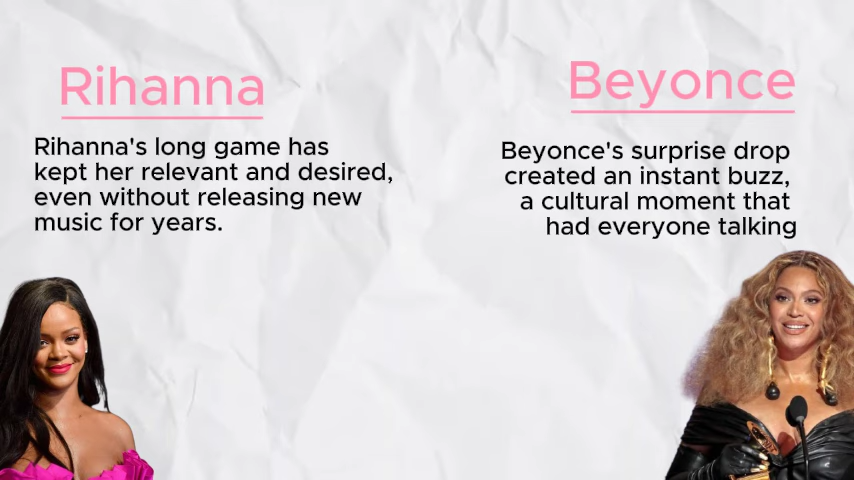 Rihanna
Rihanna's long game has
kept her relevant and desired,
even without releasing new
music for years.
Beyonce
Beyonce's surprise drop
created an instant buzz,
a cultural moment that
had everyone talking